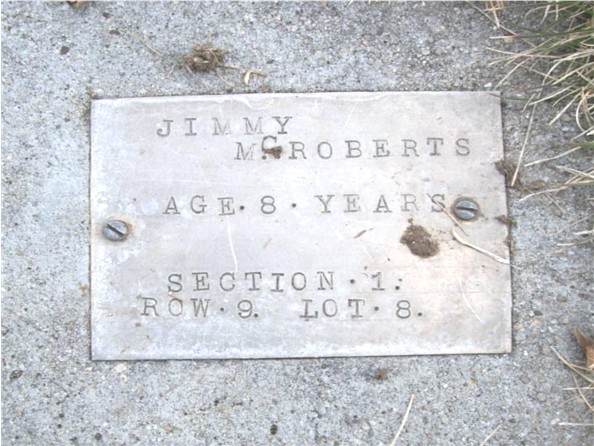 JIMMY
McROBERTS
AGE. 8. YEARS
SECTION. 1.
ROW. 9. LOT. 8.